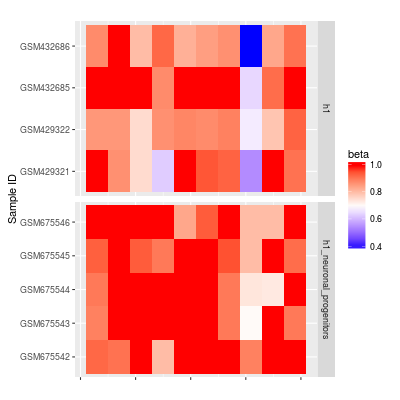 Sample ID
GSM432686
GSM432685
GSM429322
GSM429321
h1
GSM675546
GSM675545
GSM675544
GSM675543
GSM675542
h1_neuronal_progenitors
beta
1.0
0.8
0.6
0.4